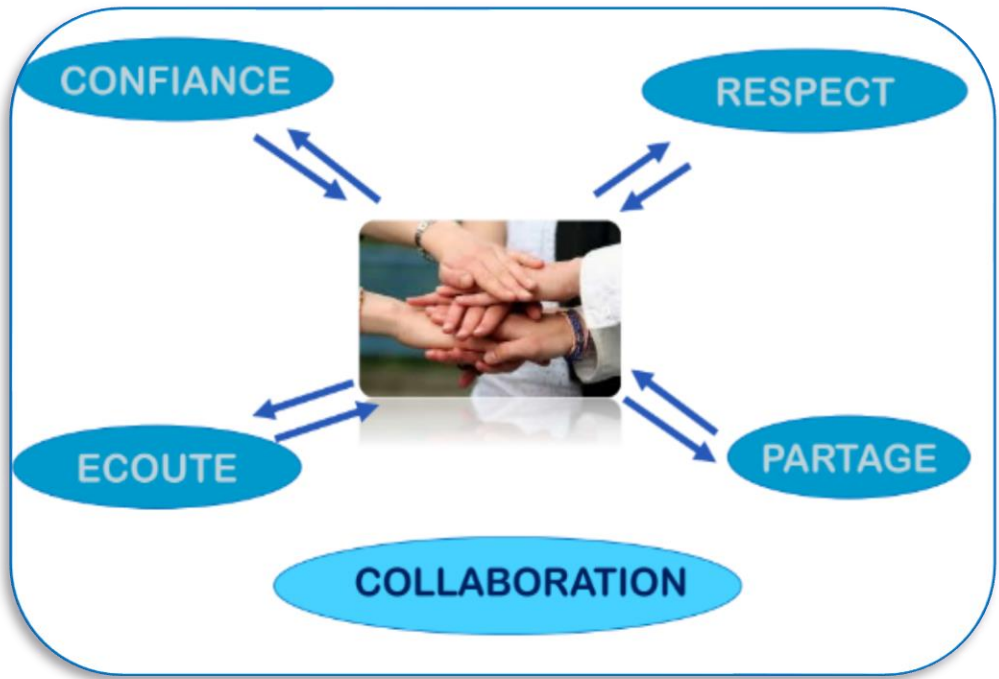 CONFIANCE
RESPECT
ECOUTE
PARTAGE
COLLABORATION